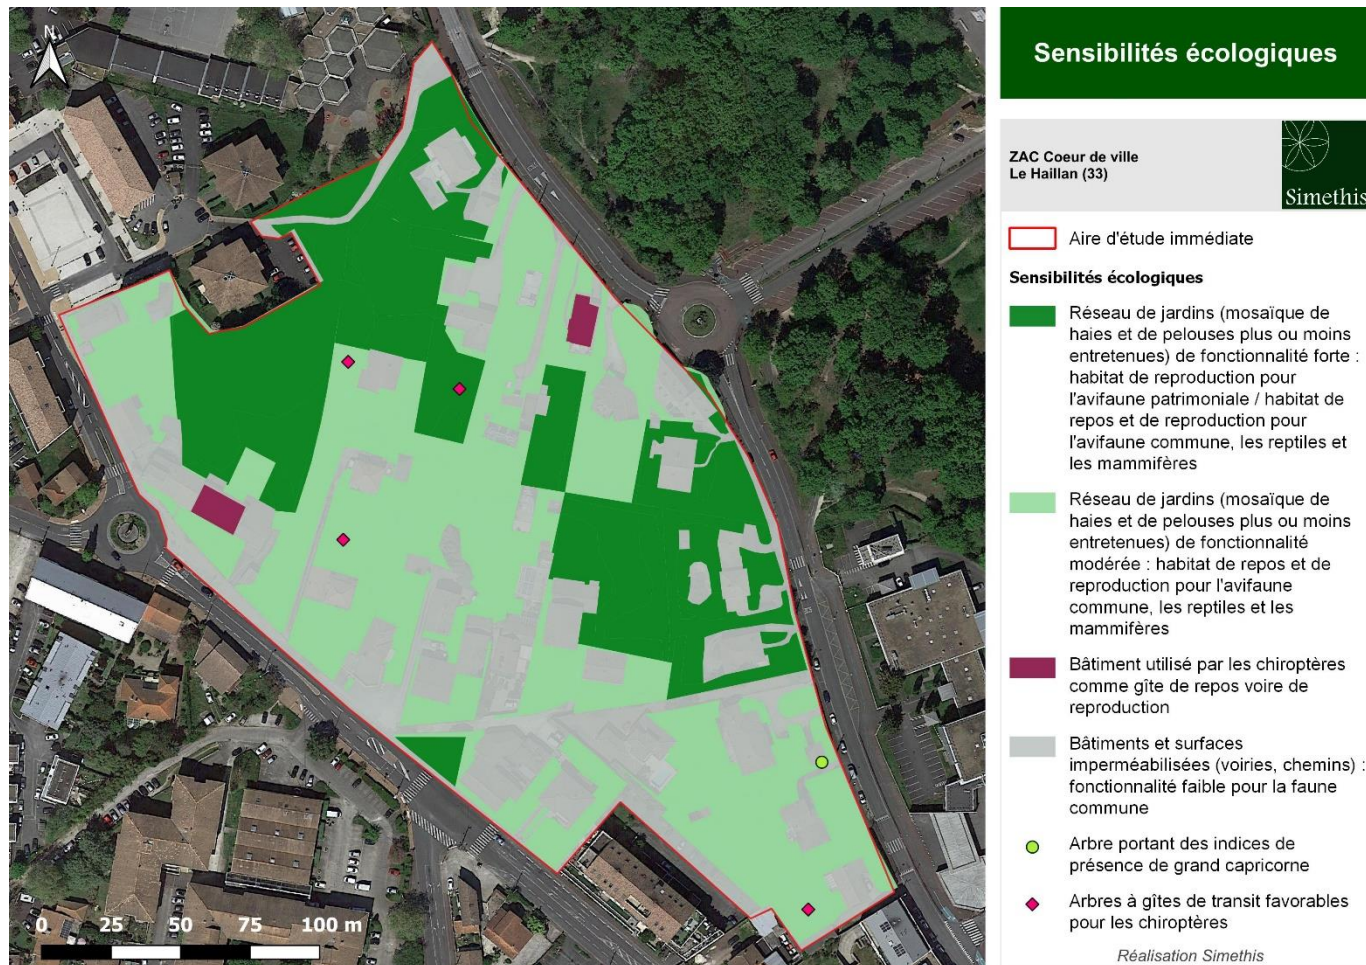 N
0 25 50 75 100 m
Sensibilités écologiques
ZAC Coeur de ville
Le Haillan (33)
Simethis
Aire d'étude immédiate
Sensibilités écologiques
Réseau de jardins (mosaïque de
haies et de pelouses plus ou moins
entretenues) de fonctionnalité forte :
habitat de reproduction pour
l'avifaune patrimoniale / habitat de
repos et de reproduction pour
l'avifaune commune, les reptiles et
les mammifères
Réseau de jardins (mosaïque de
haies et de pelouses plus ou moins
entretenues) de fonctionnalité
modérée : habitat de repos et de
reproduction pour l'avifaune
commune, les reptiles et les
mammifères
Bâtiment utilisé par les chiroptères
comme gîte de repos voire de
reproduction
Bâtiments et surfaces
imperméabilisées (voiries, chemins) :
fonctionnalité faible pour la faune
commune
Arbre portant des indices de
présence de grand capricorne
Arbres à gîtes de transit favorables
pour les chiroptères
Réalisation Simethis